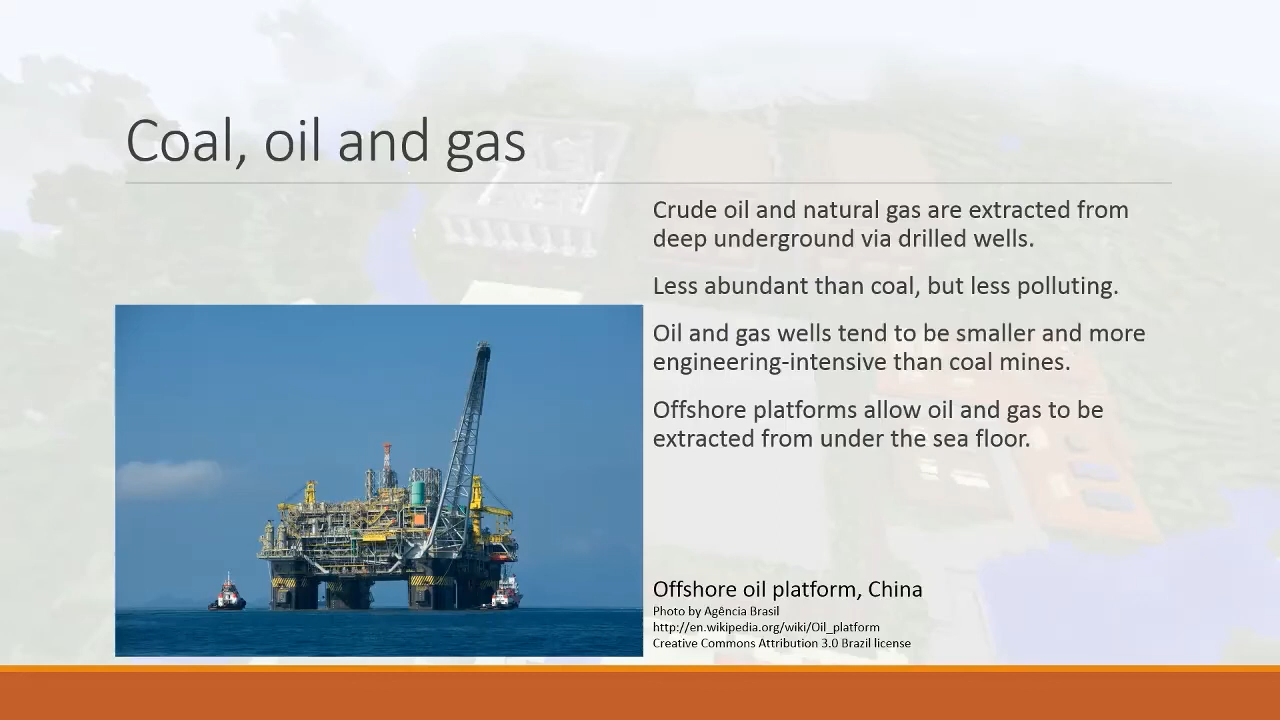 Coal, oil and gas
Crude oil and natural gas are extracted from
deep underground via drilled wells.
Less abundant than coal, but less polluting.
Oil and gas wells tend to be smaller and more
engineering-intensive than coal mines.
Offshore platforms allow oil and gas to be
extracted from under the sea floor.
Offshore oil platform, China
Photo by Agência Brasil
http://en.wikipedia.org/wiki/Oil_platform
Creative Commons Attribution 3.0 Brazil license